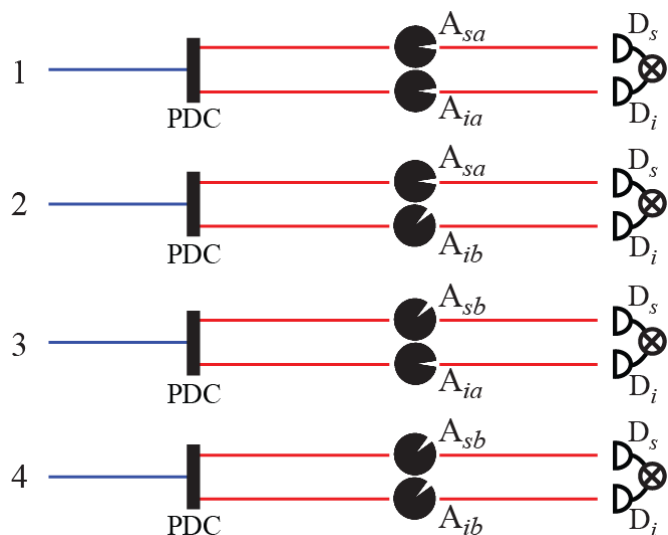 A_sa
D_s
1
PDC
A_ia
D_i
A_sa
D_s
2
PDC
A_ib
D_i
A_sb
D_s
3
PDC
A_ia
D_i
A_sb
D_s
4
PDC
A_ib
D_i